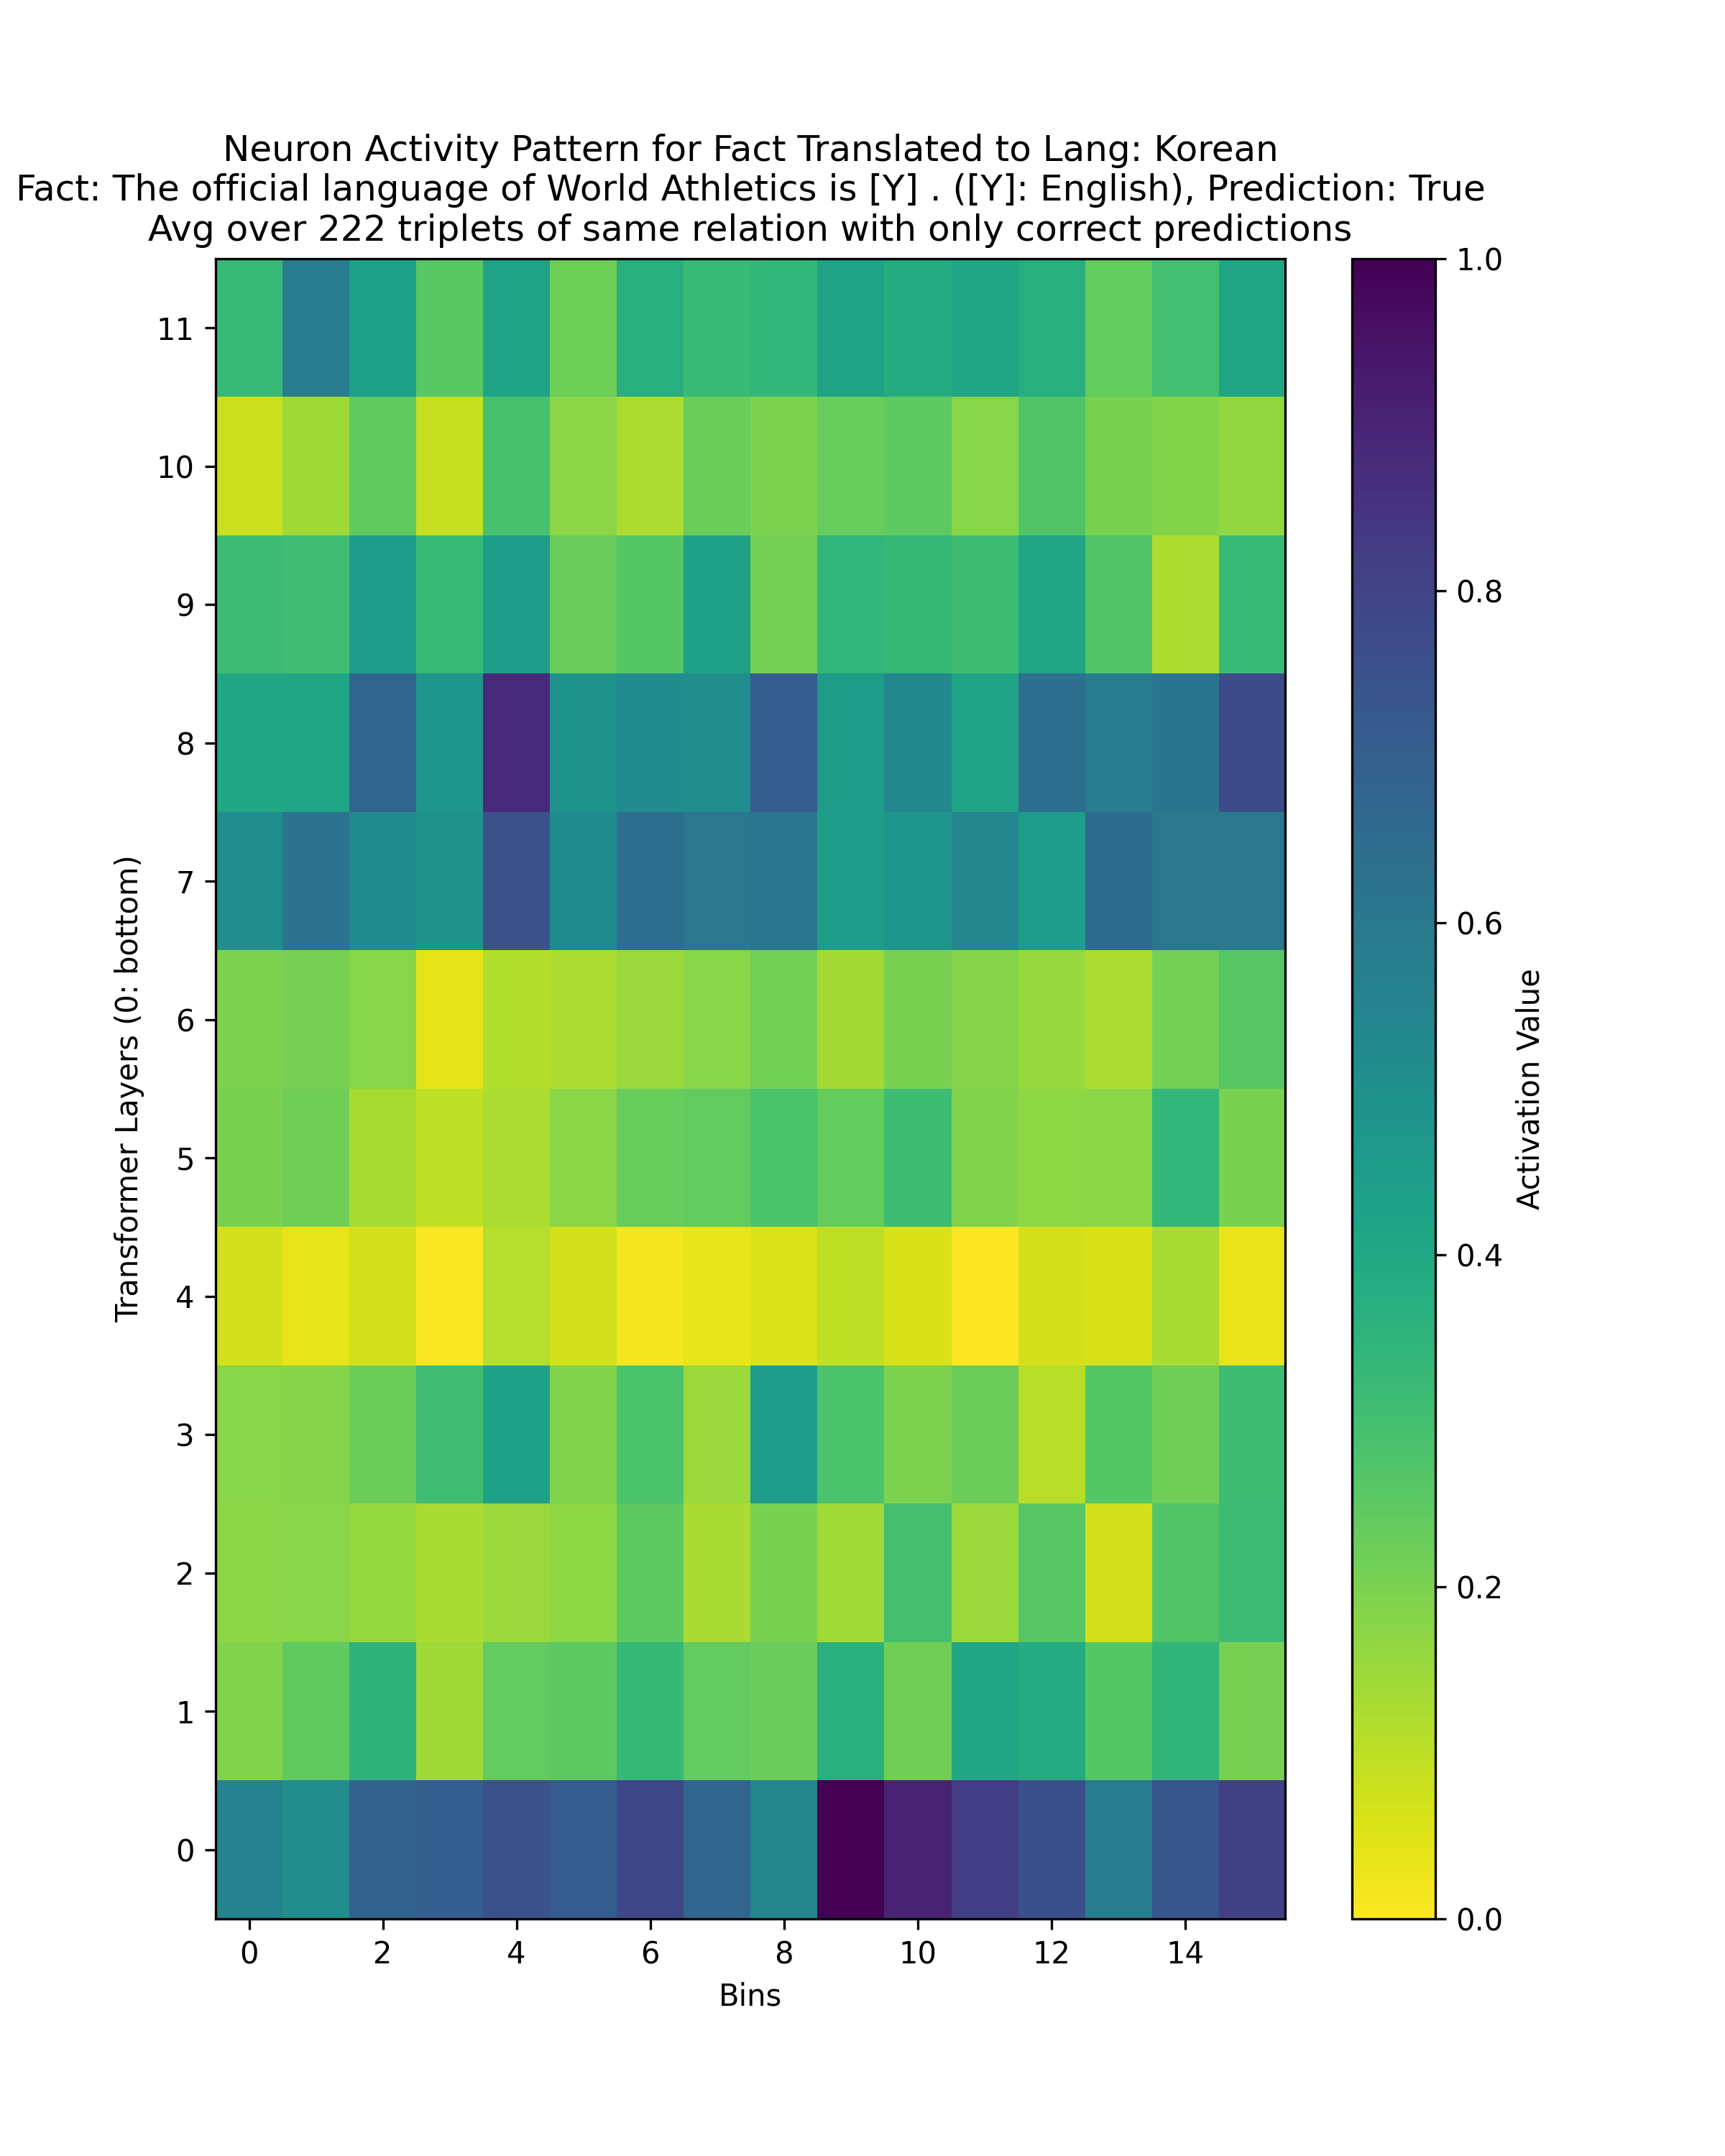 Neuron Activity Pattern for Fact Translated to Lang: Korean
Fact: The official language of World Athletics is [Y] . ([Y]: English), Prediction: True
Avg over 222 triplets of same relation with only correct predictions
11
10
9
8
7
6
5
4
3
2
1
0
Transformer Layers (0: bottom)
0 2 4 6 8 10 12 14
Bins
1.0
0.8
0.6
0.4
0.2
0.0
Activation Value